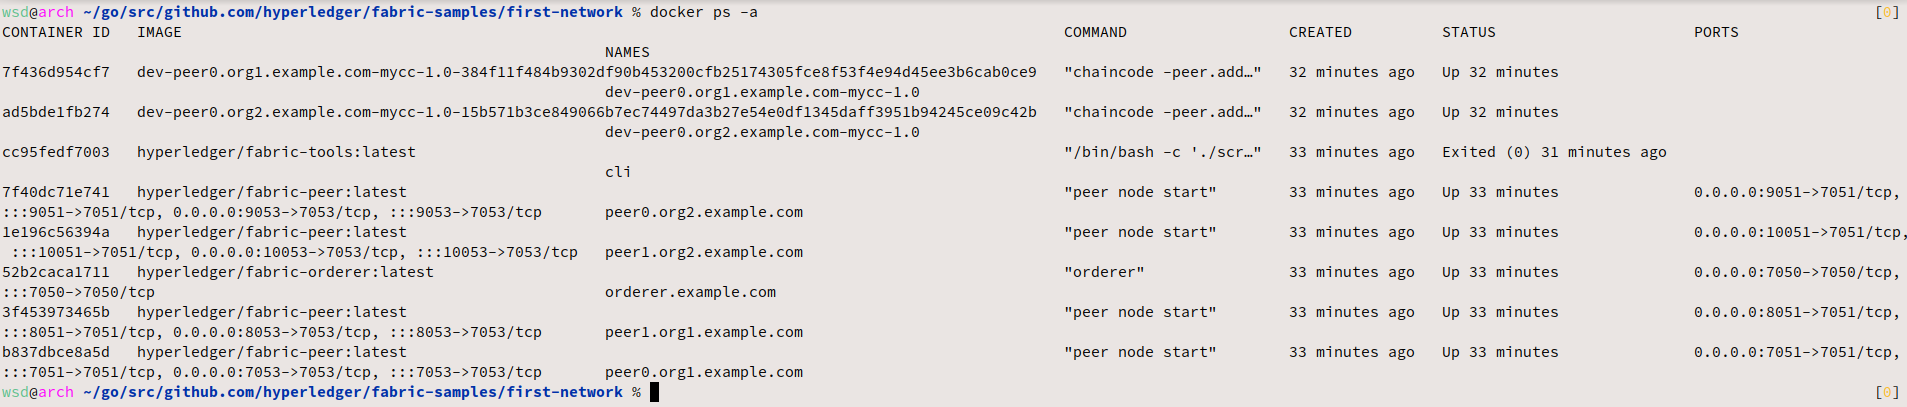 wsd@arch ~/go/src/github.com/hyperledger/fabric-samples/first-network % docker ps -a [0]
CONTAINER ID IMAGE COMMAND CREATED STATUS PORTS
NAMES
7f436d954cf7 dev-peer0.org1.example.com-mycc-1.0-384f11f484b9302df90b453200cfb25174305fce8f53f4e94d45ee3b6cab0ce9 "chaincode -peer.add…" 32 minutes ago Up 32 minutes
dev-peer0.org1.example.com-mycc-1.0
ad5bde1fb274 dev-peer0.org2.example.com-mycc-1.0-15b571b3ce849066b7ec74497da3b27e54e0df1345daff3951b94245ce09c42b "chaincode -peer.add…" 32 minutes ago Up 32 minutes
dev-peer0.org2.example.com-mycc-1.0
cc95fedf7003 hyperledger/fabric-tools:latest "/bin/bash -c './scr…" 33 minutes ago Exited (0) 31 minutes ago
cli
7f40dc71e741 hyperledger/fabric-peer:latest "peer node start" 33 minutes ago Up 33 minutes 0.0.0.0:9051->7051/tcp,
:::9051->7051/tcp, 0.0.0.0:9053->7053/tcp, :::9053->7053/tcp peer0.org2.example.com
1e196c56394a hyperledger/fabric-peer:latest "peer node start" 33 minutes ago Up 33 minutes 0.0.0.0:10051->7051/tcp,
:::10051->7051/tcp, 0.0.0.0:10053->7053/tcp, :::10053->7053/tcp peer1.org2.example.com
52b2caca1711 hyperledger/fabric-orderer:latest "orderer" 33 minutes ago Up 33 minutes 0.0.0.0:7050->7050/tcp,
:::7050->7050/tcp orderer.example.com
3f453973465b hyperledger/fabric-peer:latest "peer node start" 33 minutes ago Up 33 minutes 0.0.0.0:8051->7051/tcp,
:::8051->7051/tcp, 0.0.0.0:8053->7053/tcp, :::8053->7053/tcp peer1.org1.example.com
b837dbce8a5d hyperledger/fabric-peer:latest "peer node start" 33 minutes ago Up 33 minutes 0.0.0.0:7051->7051/tcp,
:::7051->7051/tcp, 0.0.0.0:7053->7053/tcp, :::7053->7053/tcp peer0.org1.example.com
wsd@arch ~/go/src/github.com/hyperledger/fabric-samples/first-network % [0]